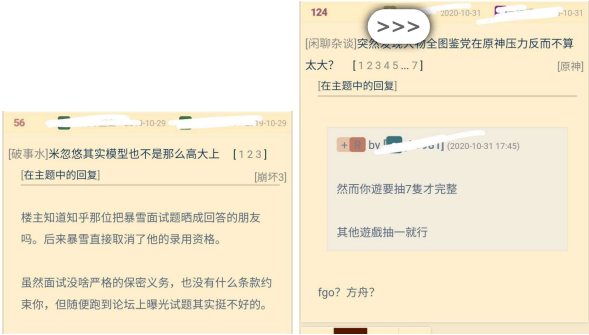 56
0-10-29
19-10-29
[破事水]米忽悠其实模型也不是那么高大上 [1 2 3]
[在主题中的回复]
[崩坏3]
楼主知道知乎那位把暴雪面试题晒成回答的朋友
吗。后来暴雪直接取消了他的录用资格。
虽然面试没啥严格的保密义务，也没有什么条款约
束你，但随便跑到论坛上曝光试题其实挺不好的。
124
>>>
2020-10-31
-10-31
[闲聊杂谈]突然发现人物全图鉴党在原神压力反而不算
太大？ [1 2 3 4 5 ... 7]
[原神]
[在主题中的回复]
+ R by
(2020-10-31 17:45)
然而你遊要抽7隻才完整
其他遊戲抽一就行
fgo？方舟？